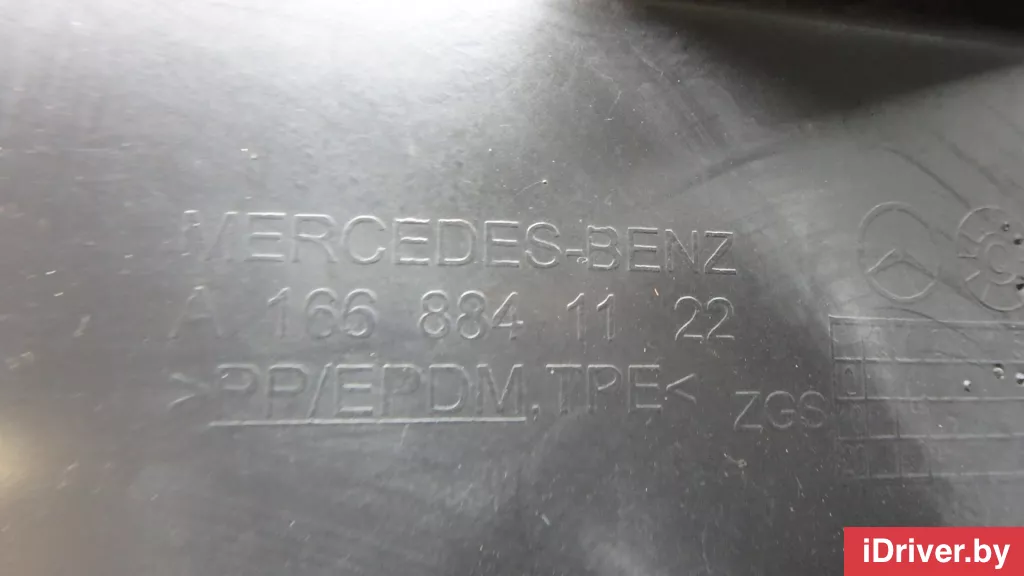 MERCEDES-BENZ
A 166 884 11 22
>PP/EPDM,TPE<
ZGS
iDriver.by